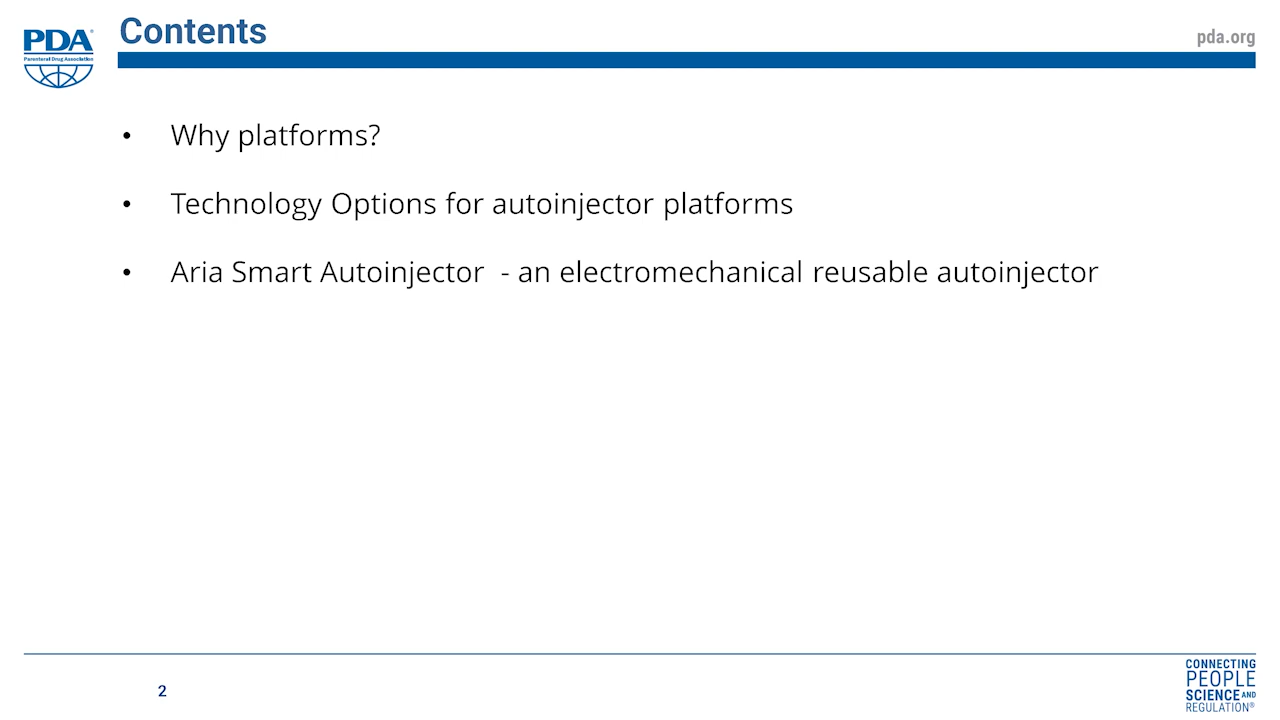 PDA®
Parenteral Drug Association
Contents
pda.org
• Why platforms?
• Technology Options for autoinjector platforms
• Aria Smart Autoinjector - an electromechanical reusable autoinjector
2
CONNECTING
PEOPLE
SCIENCE AND
REGULATION®